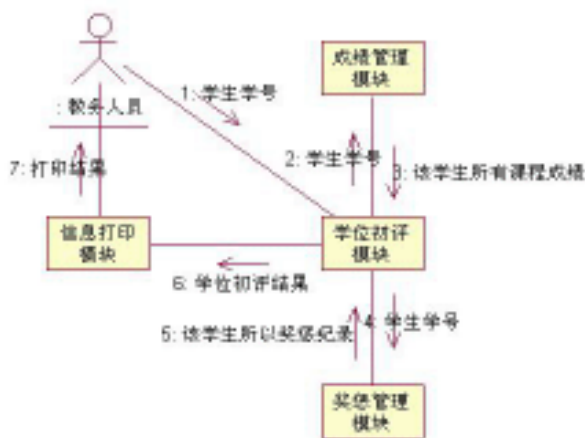 成绩管理
模块
1: 学生学号
: 教务人员
2: 学生学号
3: 该学生所有课程成绩
7: 打印结果
信息打印
模块
学位初评
模块
6: 学位初评结果
4: 学生学号
5: 该学生所以奖惩纪录
奖惩管理
模块